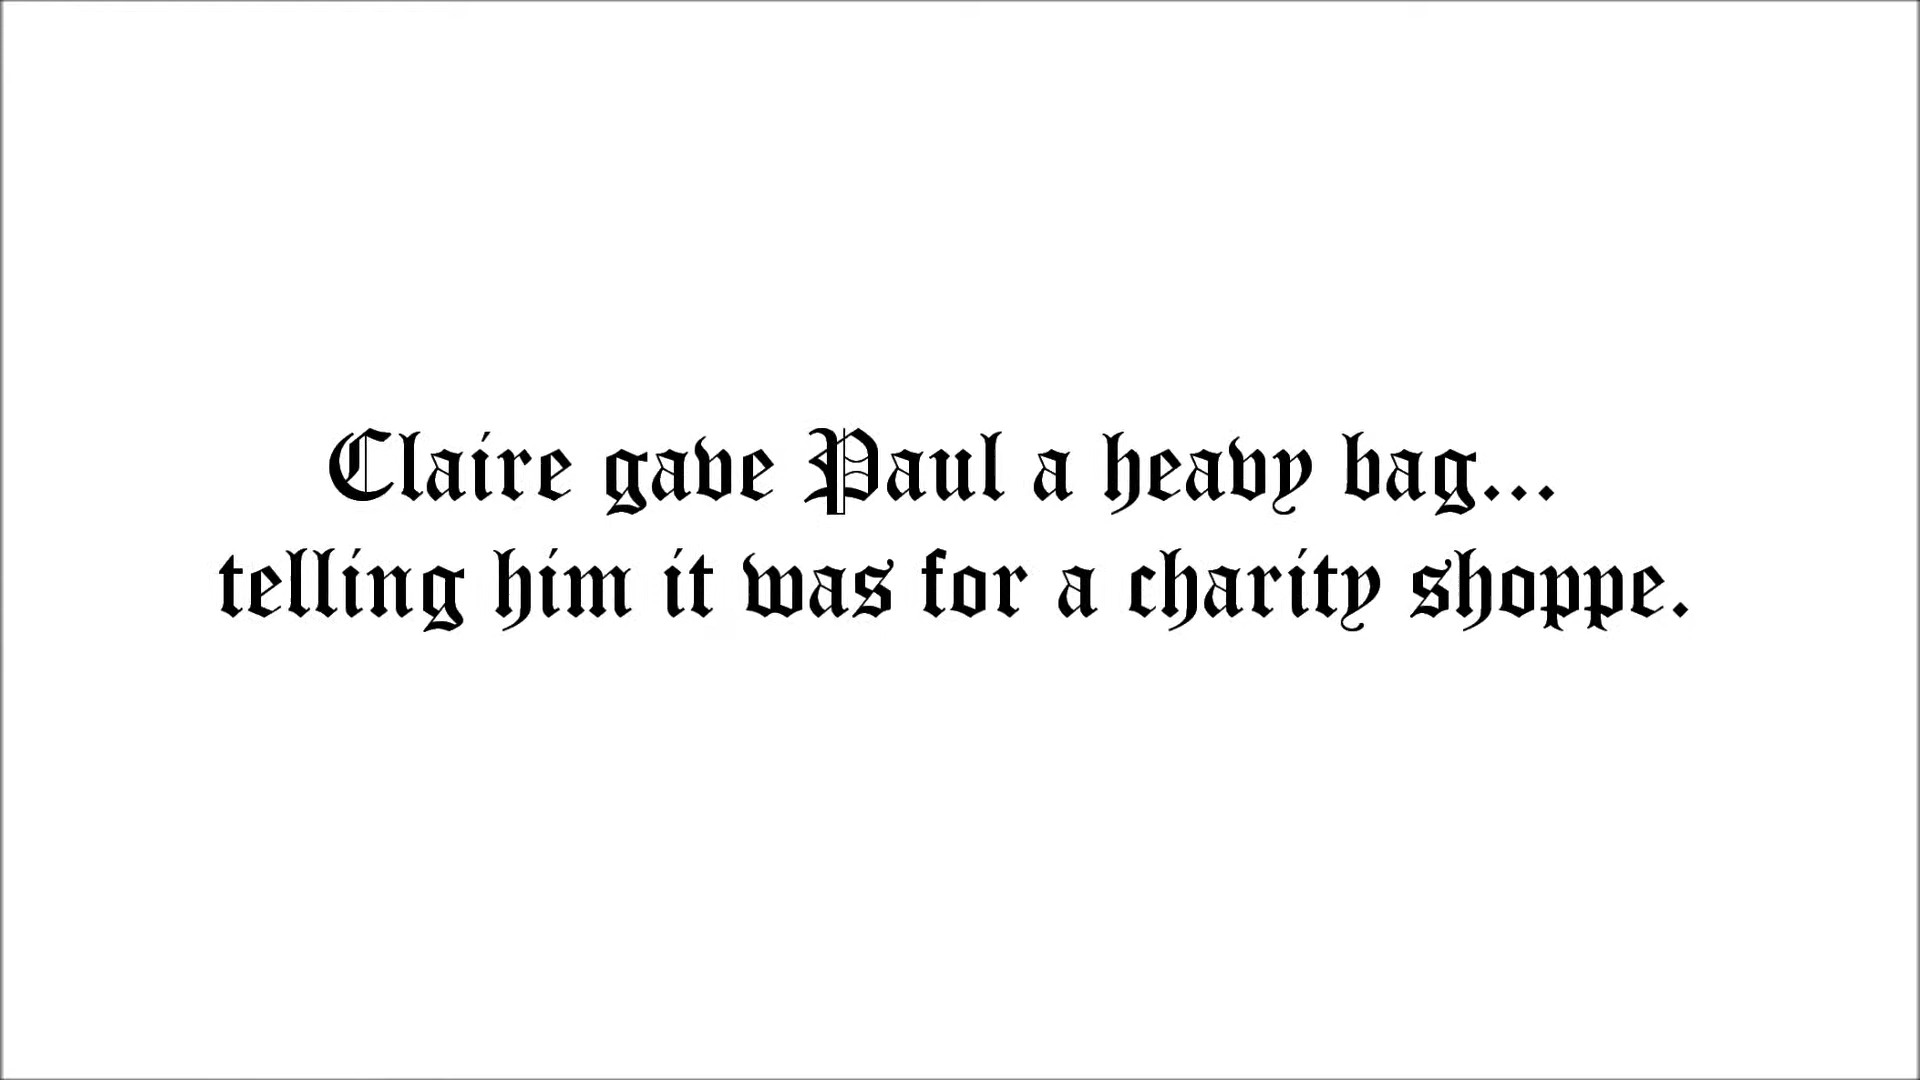 Claire gave Paul a heavy bag...
telling him it was for a charity shoppe.